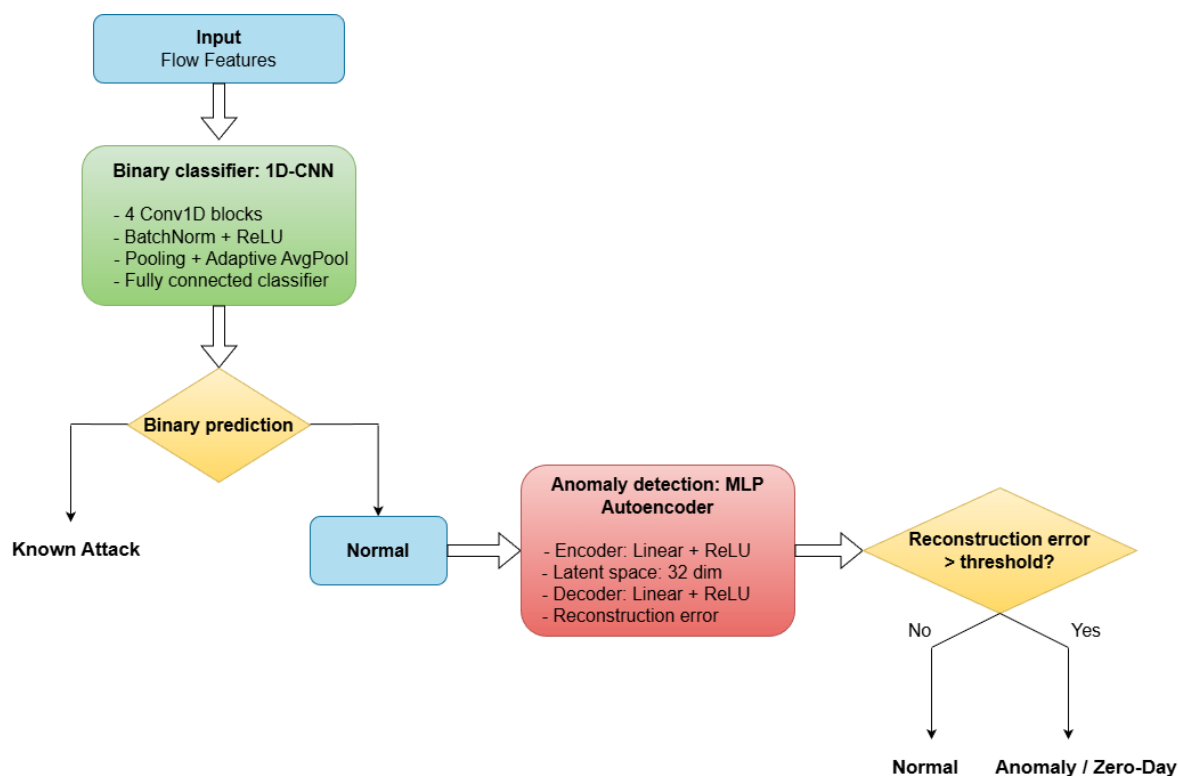 Input
Flow Features
Binary classifier: 1D-CNN
- 4 Conv1D blocks
- BatchNorm + ReLU
- Pooling + Adaptive AvgPool
- Fully connected classifier
Binary prediction
Known Attack
Normal
Anomaly detection: MLP
Autoencoder
- Encoder: Linear + ReLU
- Latent space: 32 dim
- Decoder: Linear + ReLU
- Reconstruction error
Reconstruction error
> threshold?
No
Yes
Normal
Anomaly / Zero-Day